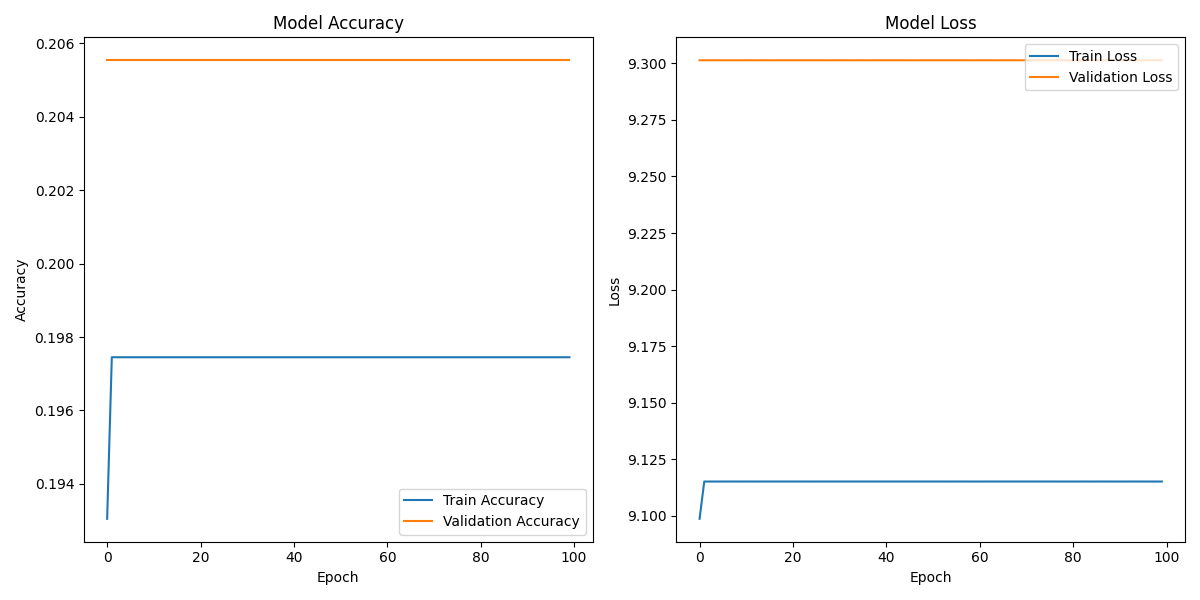 Model Accuracy
0.206
0.204
0.202
0.200
0.198
0.196
0.194
Accuracy
0
20
40
60
80
100
Epoch
Train Accuracy
Validation Accuracy
Model Loss
9.300
9.275
9.250
9.225
9.200
9.175
9.150
9.125
9.100
Loss
0
20
40
60
80
100
Epoch
Train Loss
Validation Loss